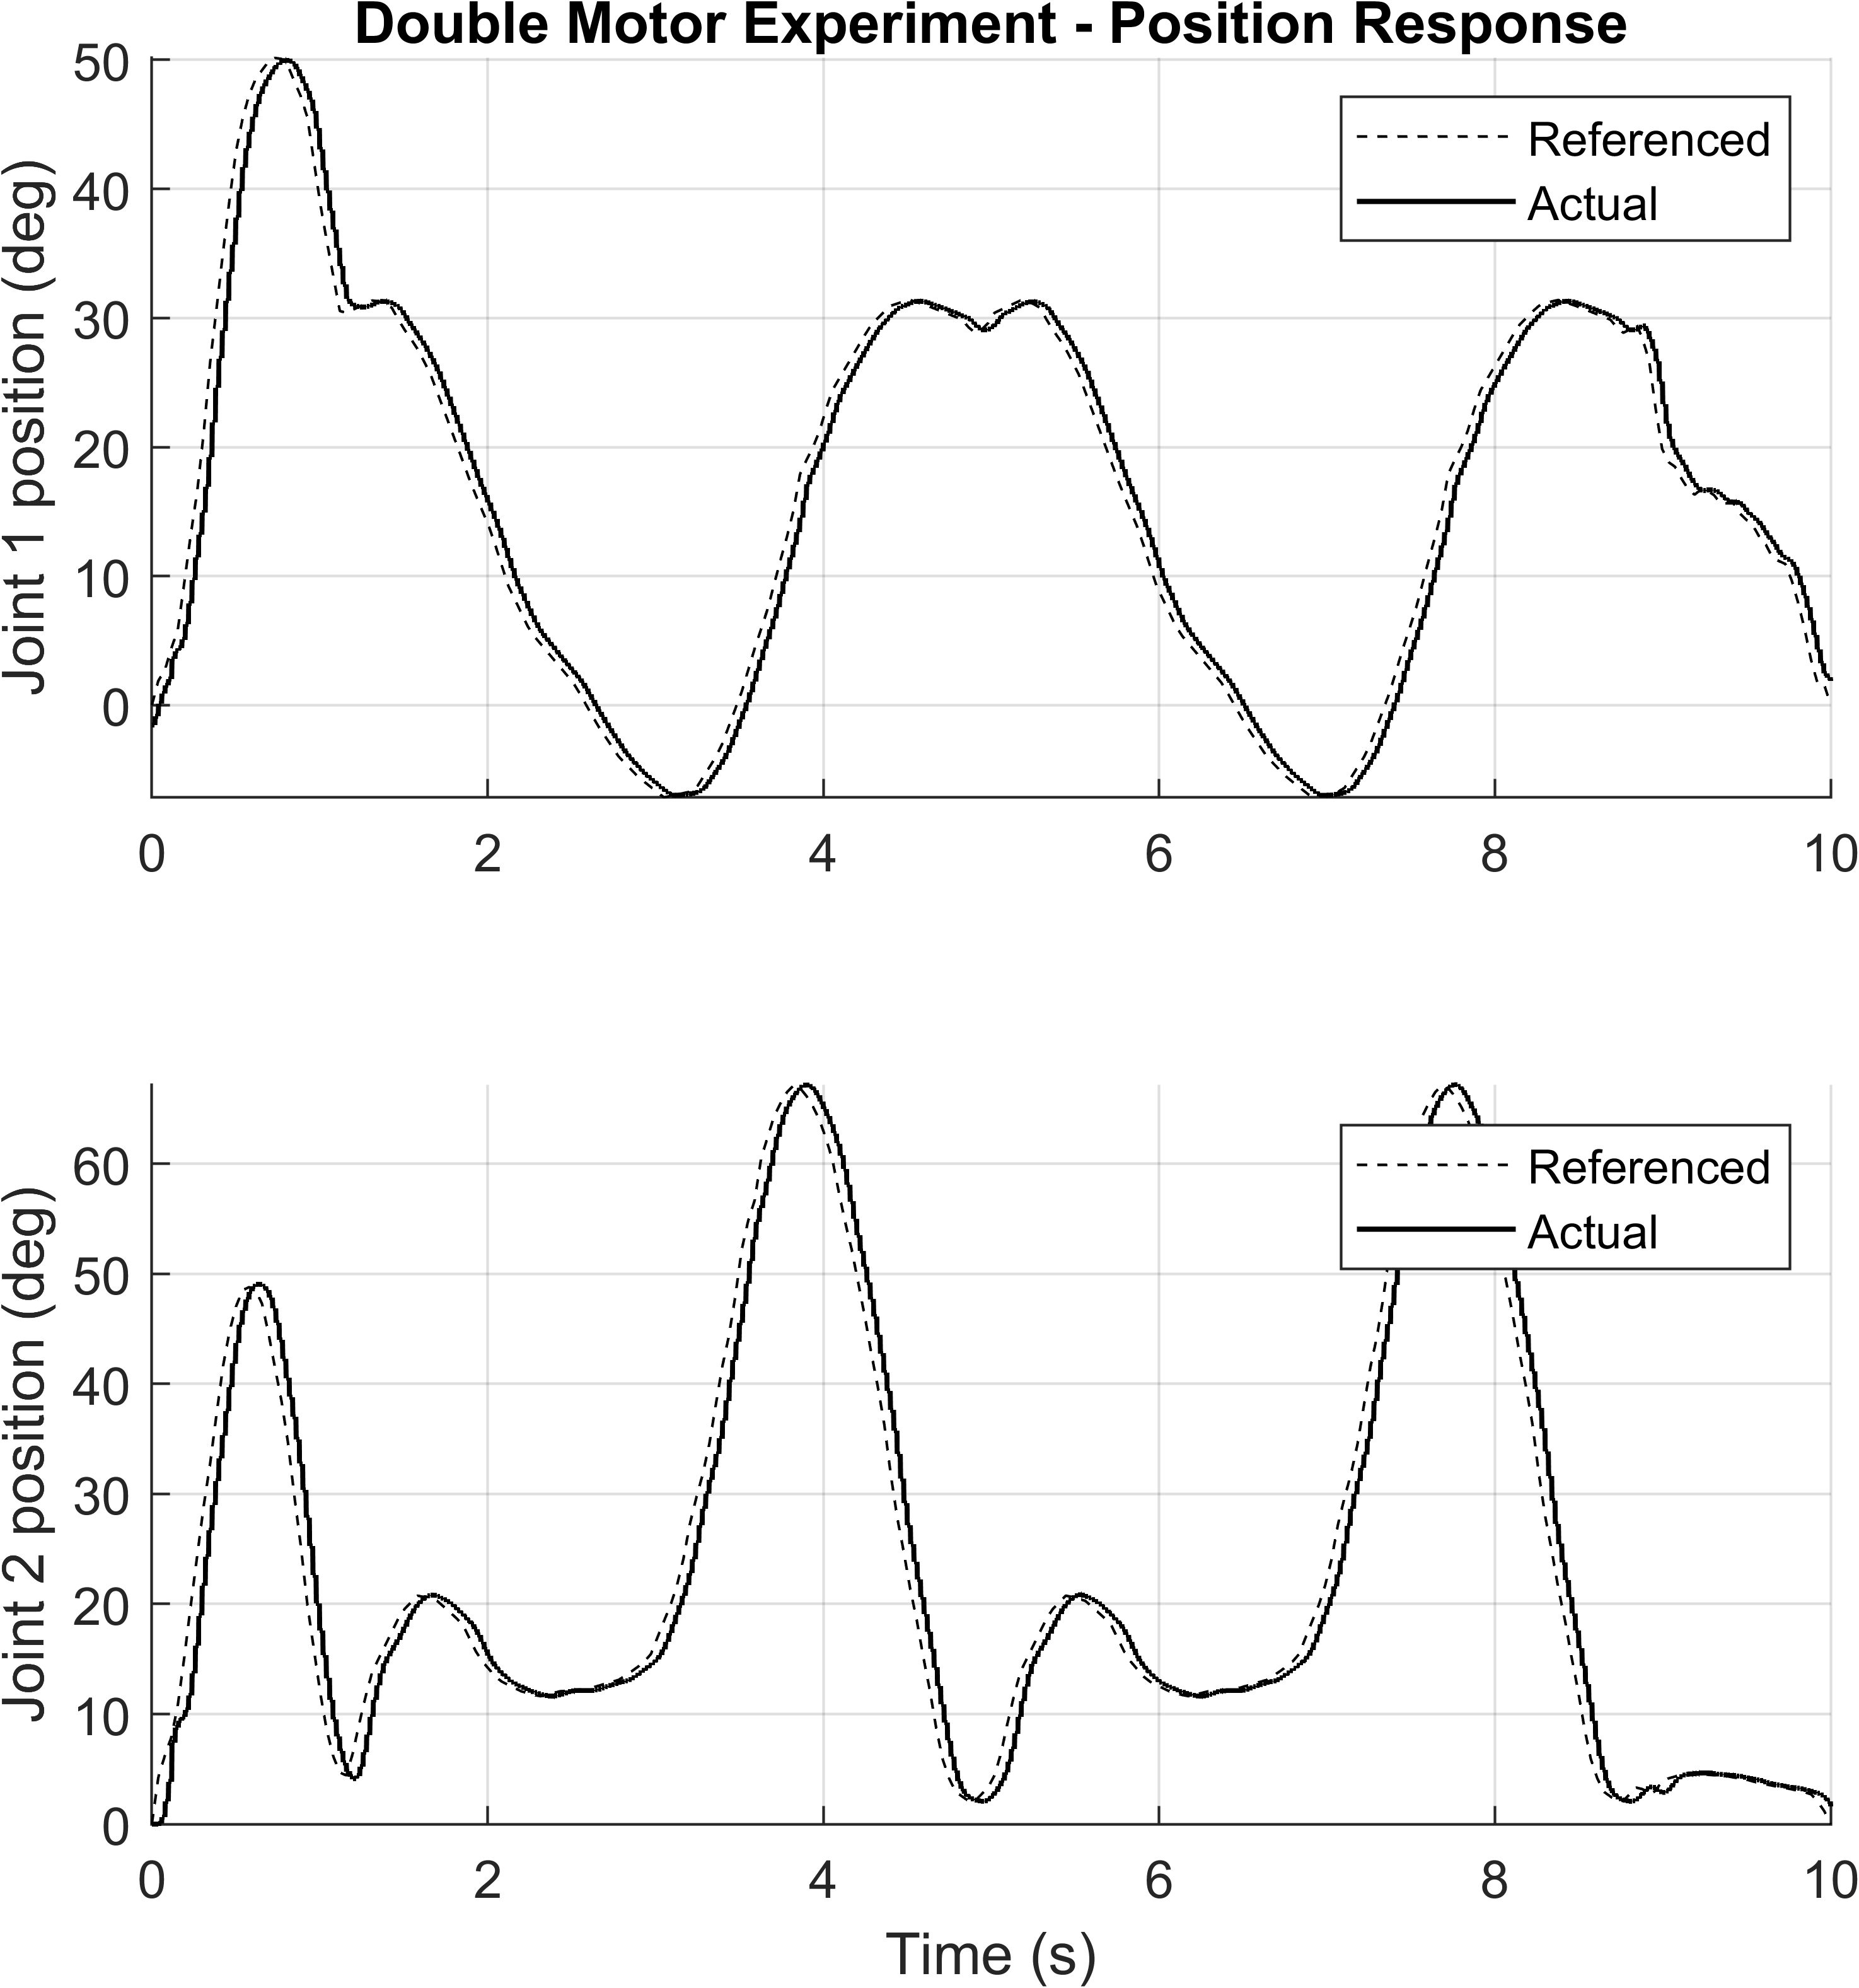 Double Motor Experiment - Position Response
Joint 1 position (deg)
50
40
30
20
10
0
Referenced
Actual
0 2 4 6 8 10
Joint 2 position (deg)
60
50
40
30
20
10
0
Referenced
Actual
0 2 4 6 8 10
Time (s)